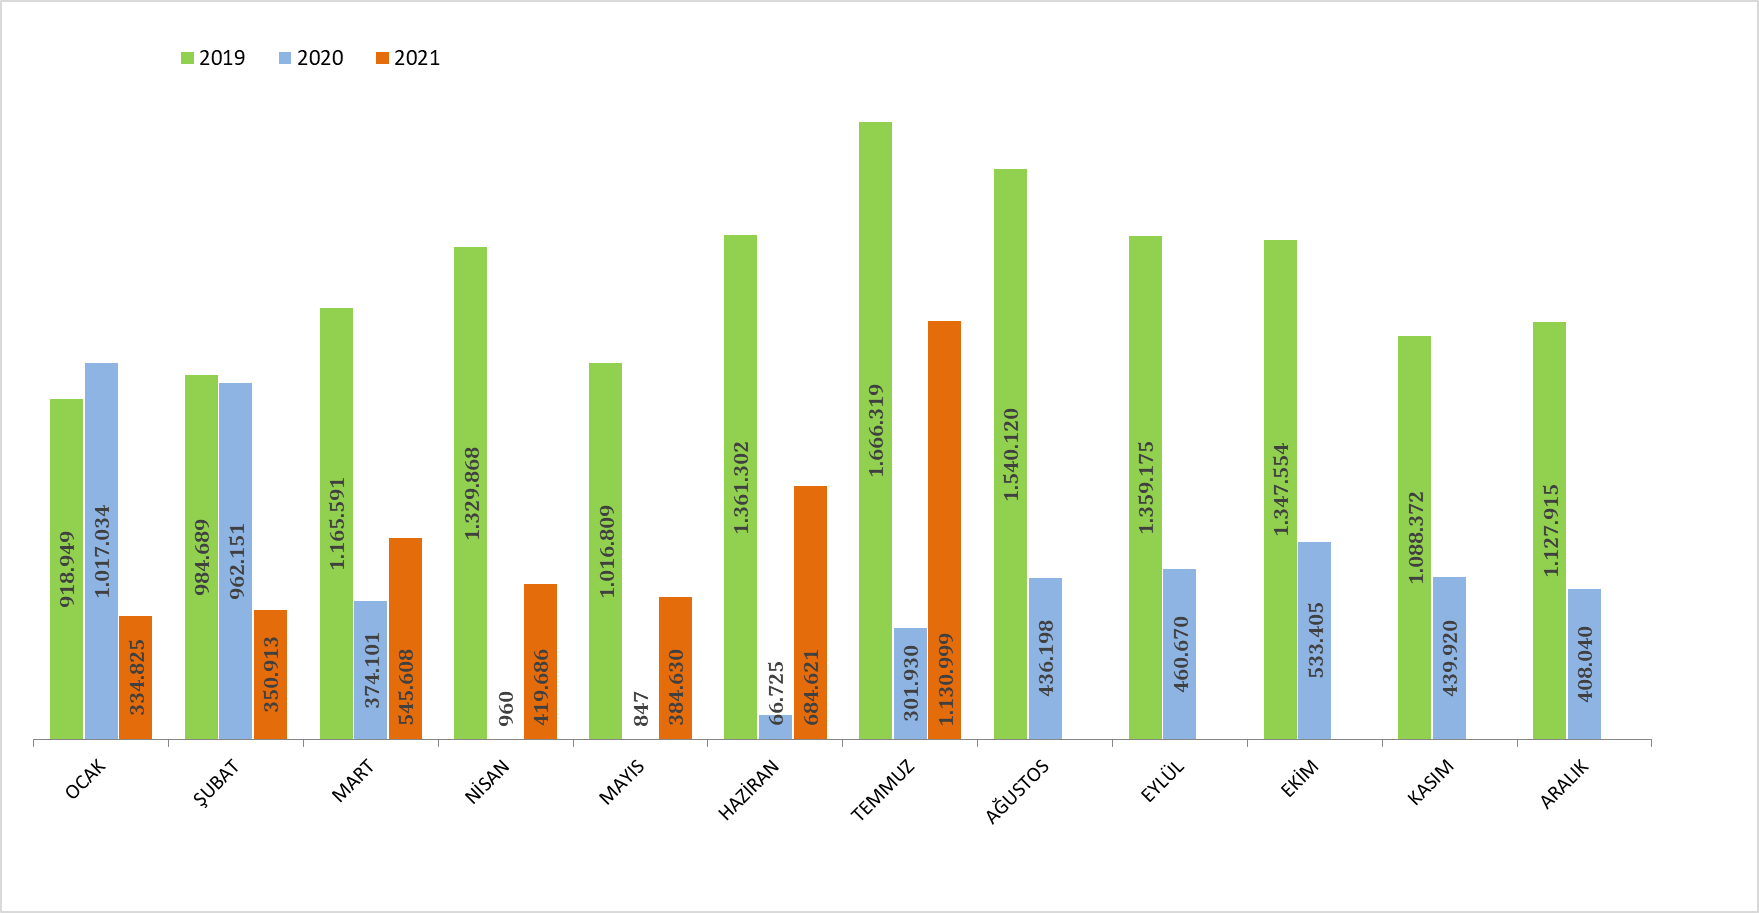 2019 2020 2021
918.949
1.017.034
334.825
984.689
962.151
350.913
1.165.591
374.101
545.608
1.329.868
960
419.686
1.016.809
847
384.630
1.361.302
66.725
684.621
1.666.319
301.930
1.130.999
1.540.120
436.198
1.359.175
460.670
1.347.554
533.405
1.088.372
439.920
1.127.915
408.040
OCAK
ŞUBAT
MART
NİSAN
MAYIS
HAZİRAN
TEMMUZ
AĞUSTOS
EYLÜL
EKİM
KASIM
ARALIK